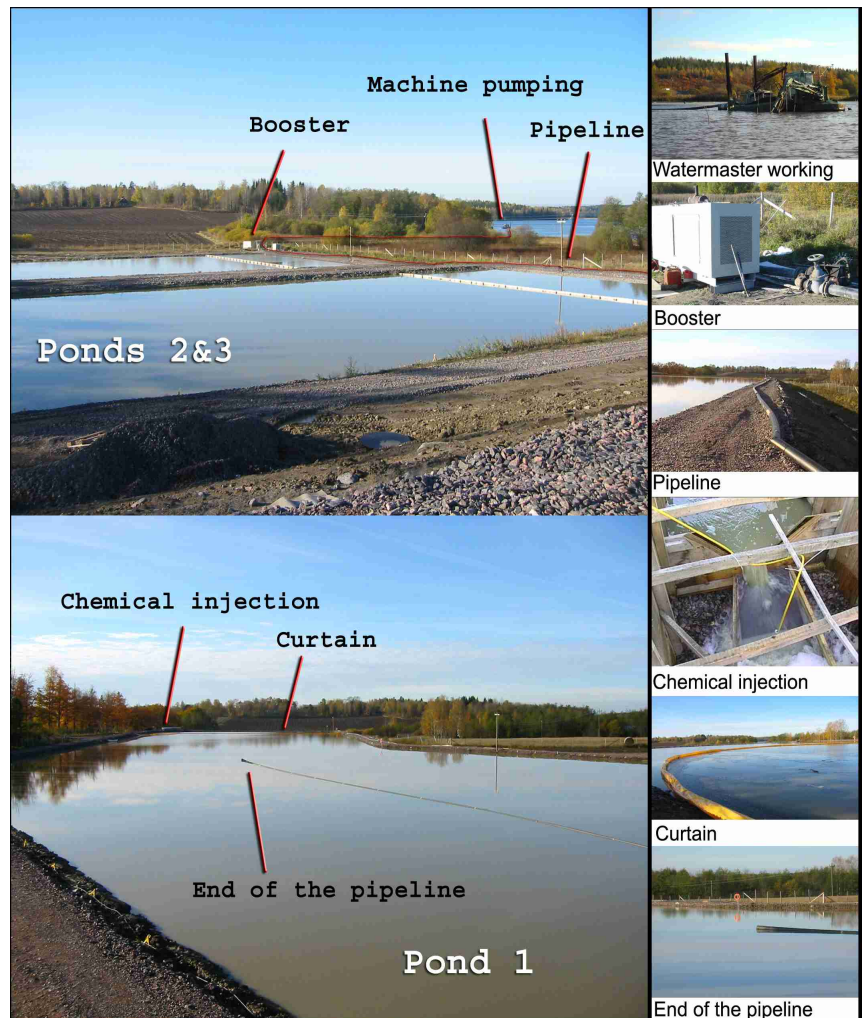 Machine pumping
Booster
Pipeline
Ponds 2&3
Chemical injection
Curtain
End of the pipeline
Pond 1
Watermaster working
Booster
Pipeline
Chemical injection
Curtain
End of the pipeline